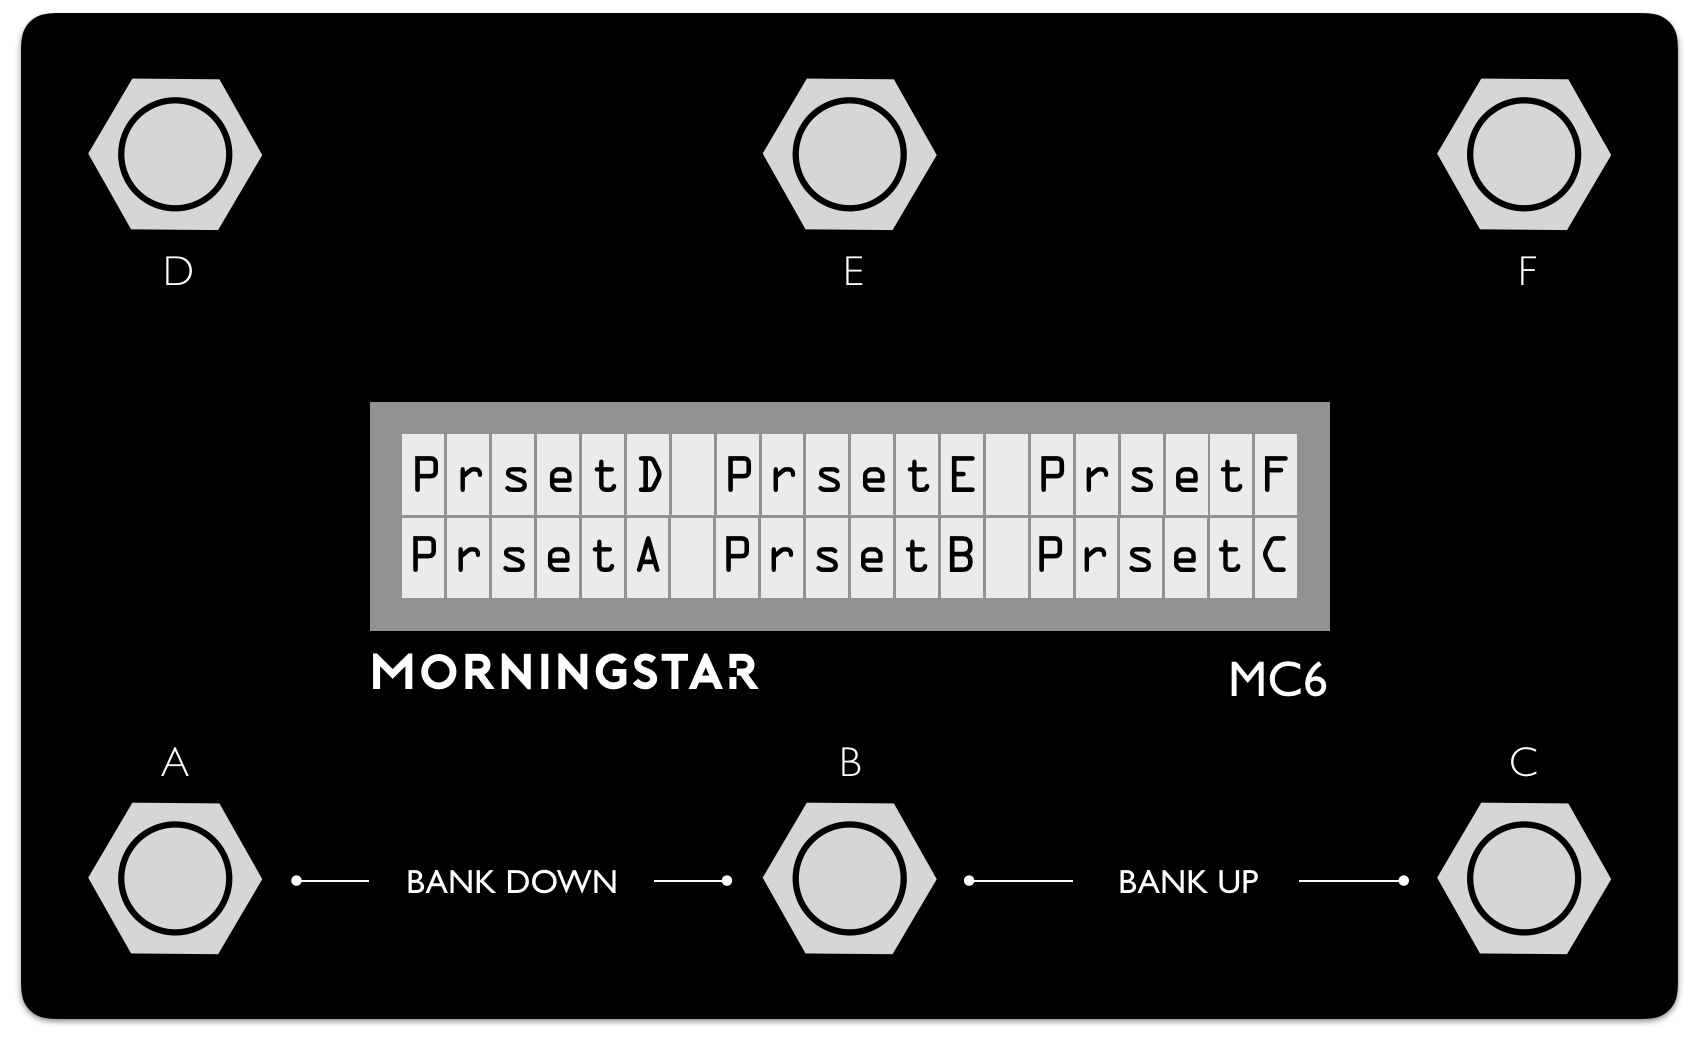 D E F
PrsetD PrsetE PrsetF
PrsetA PrsetB PrsetC
MORNINGSTAR MC6
A B C
BANK DOWN BANK UP